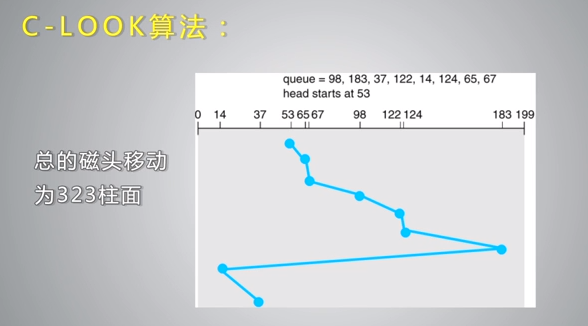 C-LOOK算法：
queue = 98, 183, 37, 122, 14, 124, 65, 67
head starts at 53
0 14 37 53 65 67 98 122 124 183 199
总的磁头移动
为323柱面